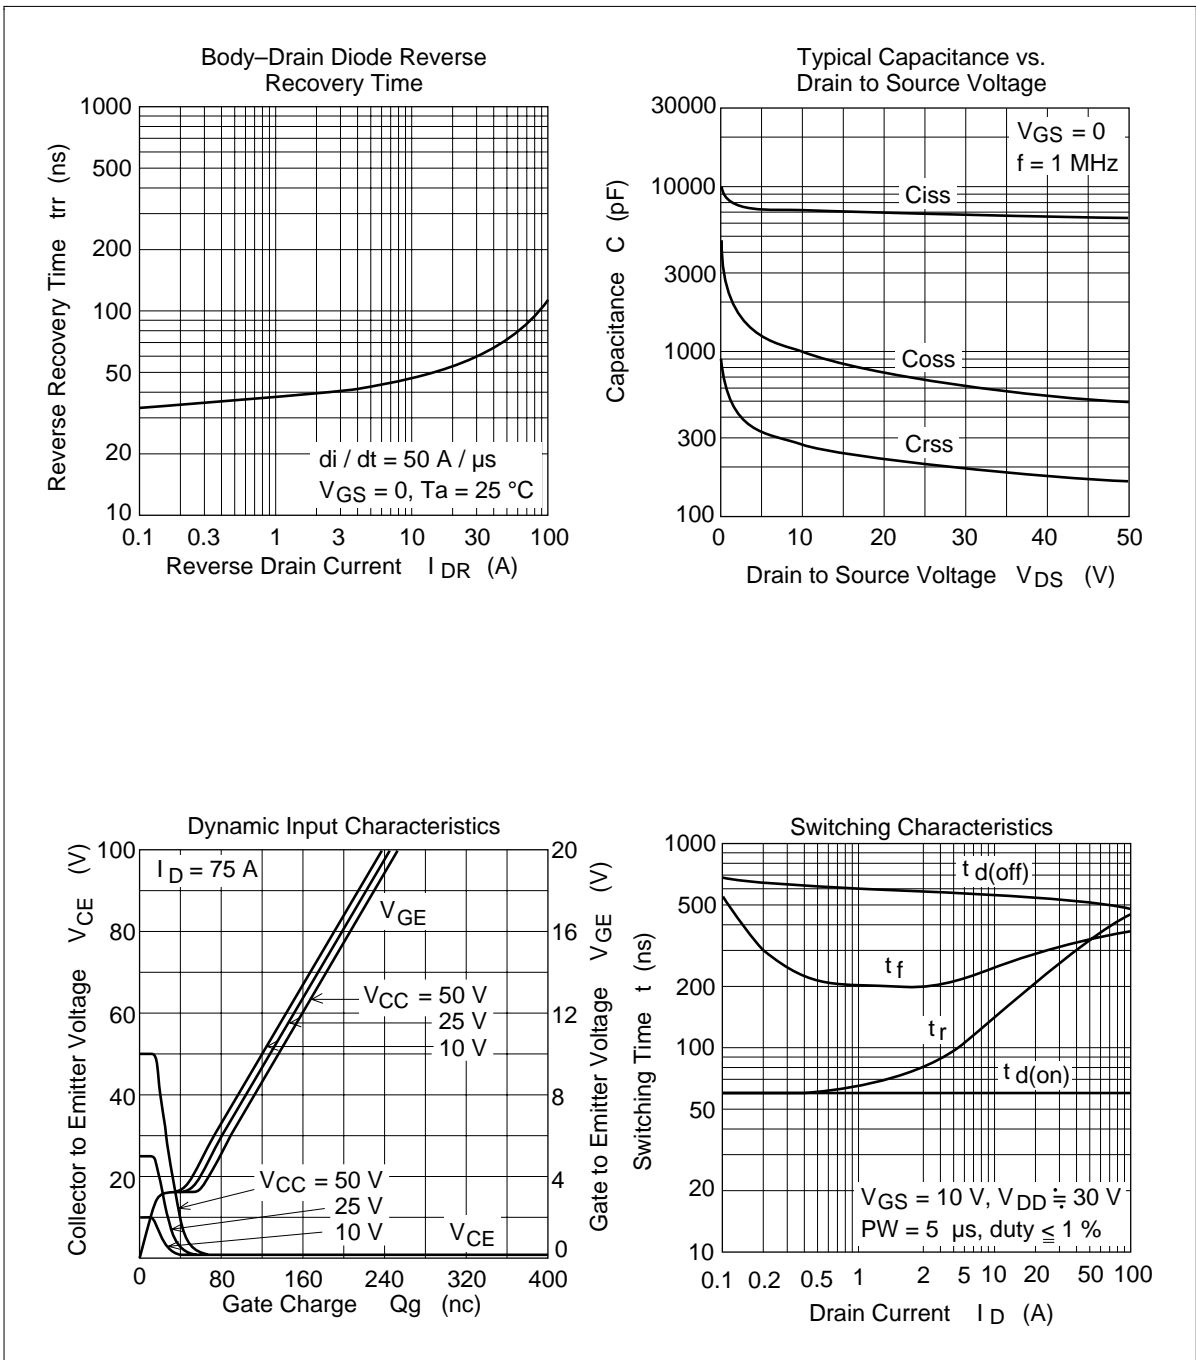 Body–Drain Diode Reverse
Recovery Time
Reverse Recovery Time trr (ns)
1000
500
200
100
50
20
10
di / dt = 50 A / µs
VGS = 0, Ta = 25 °C
0.1 0.3 1 3 10 30 100
Reverse Drain Current I DR (A)
Typical Capacitance vs.
Drain to Source Voltage
Capacitance C (pF)
30000
10000
3000
1000
300
100
VGS = 0
f = 1 MHz
Ciss
Coss
Crss
0 10 20 30 40 50
Drain to Source Voltage VDS (V)
Dynamic Input Characteristics
Collector to Emitter Voltage VCE (V)
100
80
60
40
20
0
I D = 75 A
VGE
VCC = 50 V
25 V
10 V
VCC = 50 V
25 V
10 V
VCE
20
16
12
8
4
0
Gate to Emitter Voltage VGE (V)
0 80 160 240 320 400
Gate Charge Qg (nc)
Switching Characteristics
Switching Time t (ns)
1000
500
200
100
50
20
10
t d(off)
t f
t r
t d(on)
VGS = 10 V, VDD ≒ 30 V
PW = 5 µs, duty ≦ 1 %
0.1 0.2 0.5 1 2 5 10 20 50 100
Drain Current I D (A)